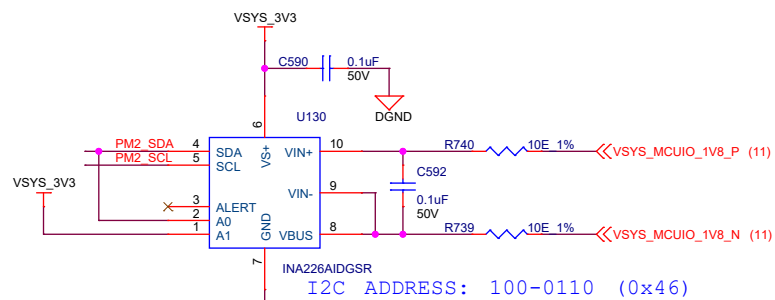 VSYS_3V3
C590 0.1uF
50V
DGND
U130
6
VS+
PM2_SDA 4 SDA VIN+ 10 R740 10E_1% VSYS_MCUIO_1V8_P (11)
PM2_SCL 5 SCL
C592
VSYS_3V3
VIN- 9
0.1uF
50V
3 ALERT
2 A0
1 A1
GND
VBUS 8 R739 10E_1% VSYS_MCUIO_1V8_N (11)
7
INA226AIDGSR
I2C ADDRESS: 100-0110 (0x46)